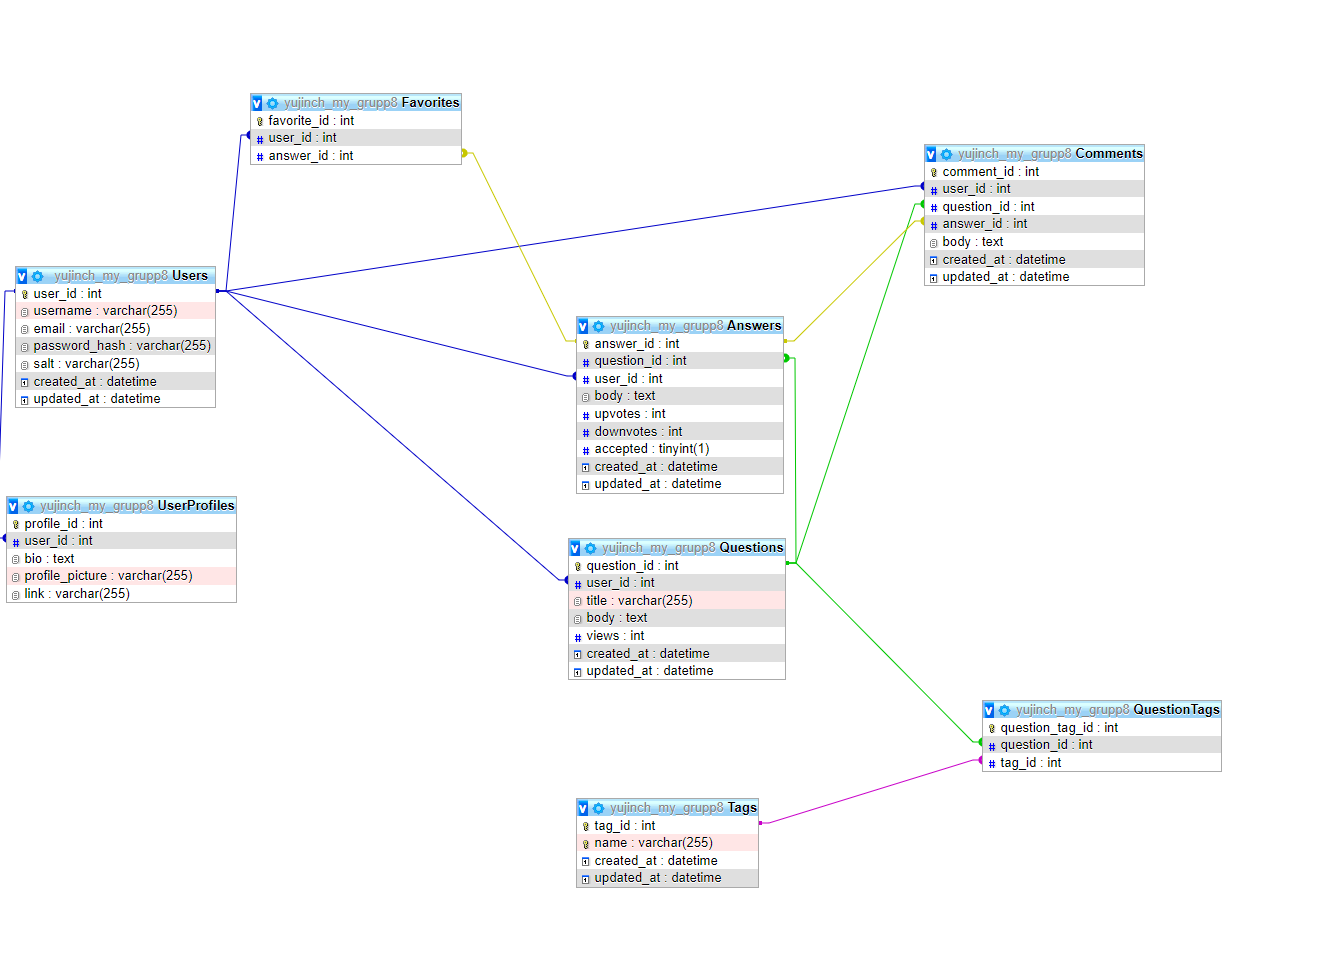 yujinch_my_grupp8 Favorites
favorite_id : int
user_id : int
answer_id : int
yujinch_my_grupp8 Comments
comment_id : int
user_id : int
question_id : int
answer_id : int
body : text
created_at : datetime
updated_at : datetime
yujinch_my_grupp8 Users
user_id : int
username : varchar(255)
email : varchar(255)
password_hash : varchar(255)
salt : varchar(255)
created_at : datetime
updated_at : datetime
yujinch_my_grupp8 Answers
answer_id : int
question_id : int
user_id : int
body : text
upvotes : int
downvotes : int
accepted : tinyint(1)
created_at : datetime
updated_at : datetime
yujinch_my_grupp8 UserProfiles
profile_id : int
user_id : int
bio : text
profile_picture : varchar(255)
link : varchar(255)
yujinch_my_grupp8 Questions
question_id : int
user_id : int
title : varchar(255)
body : text
views : int
created_at : datetime
updated_at : datetime
yujinch_my_grupp8 QuestionTags
question_tag_id : int
question_id : int
tag_id : int
yujinch_my_grupp8 Tags
tag_id : int
name : varchar(255)
created_at : datetime
updated_at : datetime